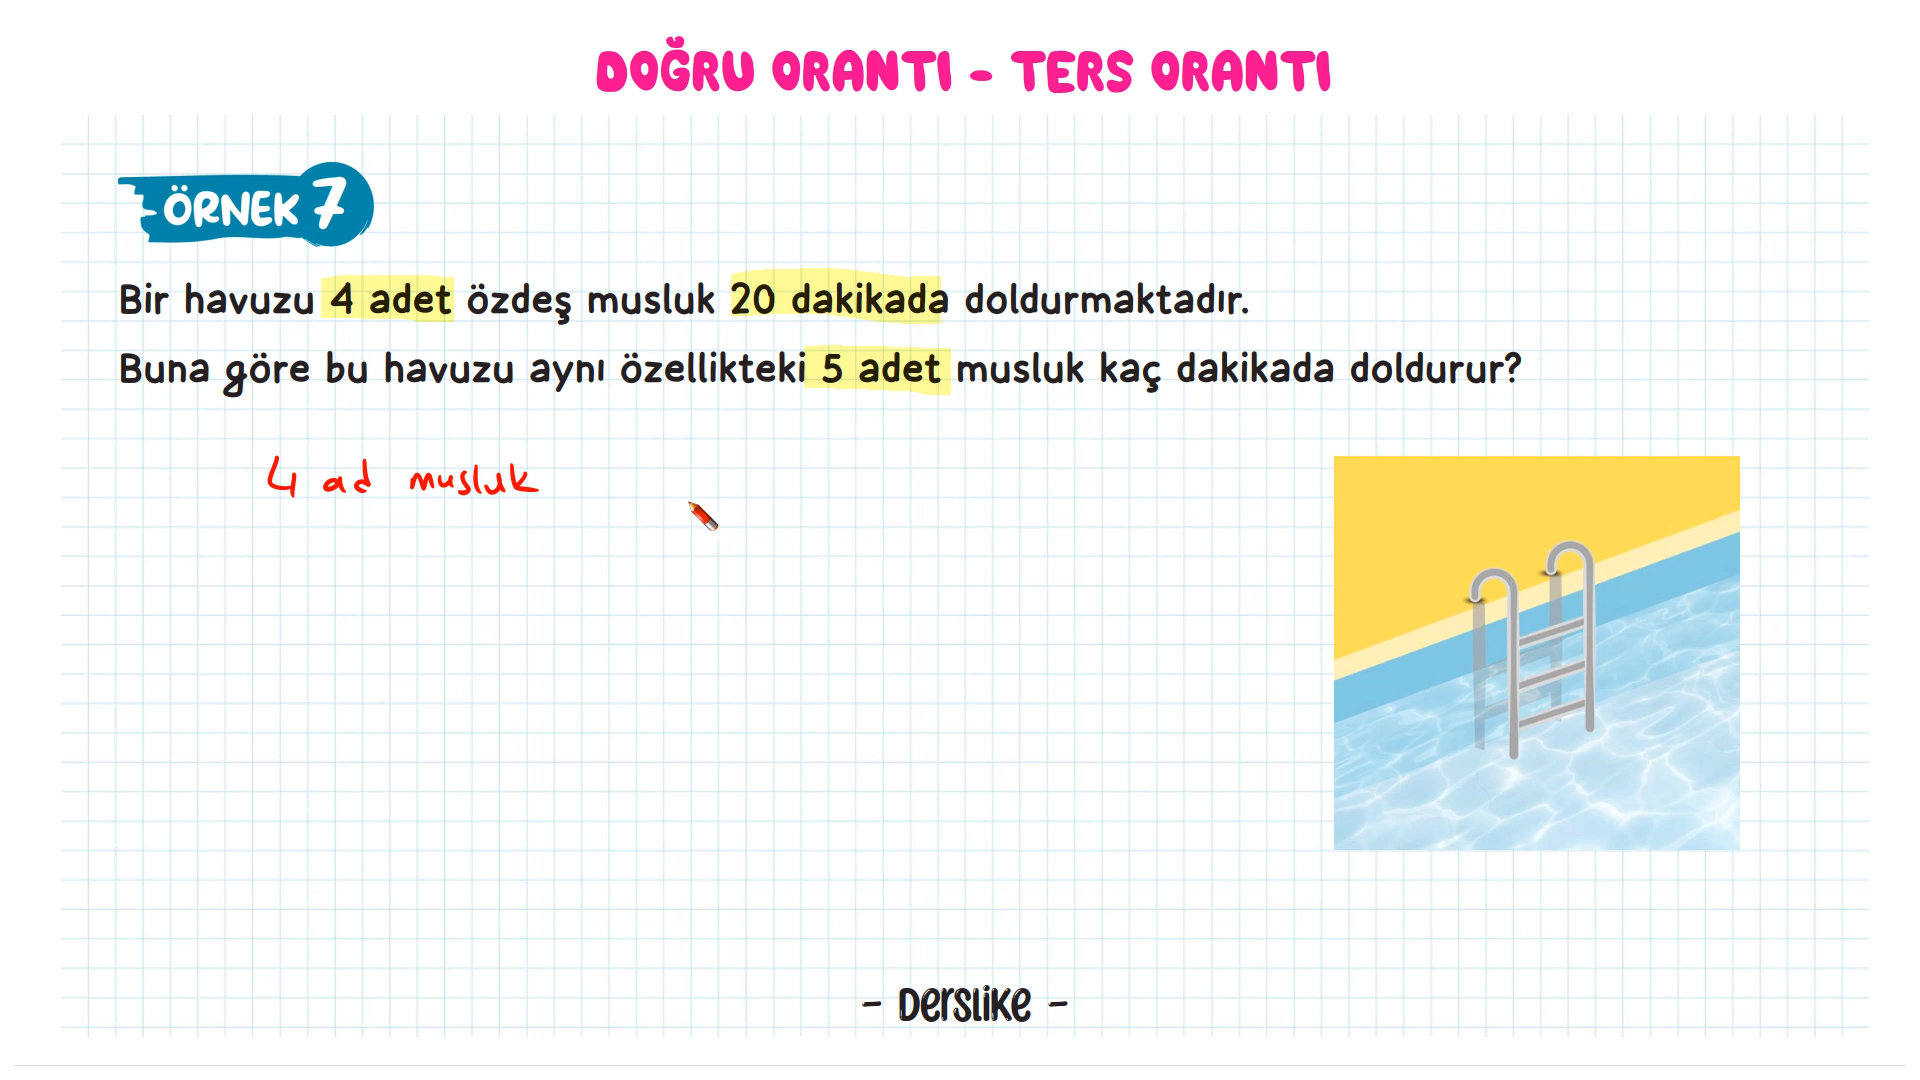 DOĞRU ORANTI - TERS ORANTI
ÖRNEK 7
Bir havuzu 4 adet özdeş musluk 20 dakikada doldurmaktadır.
Buna göre bu havuzu aynı özellikteki 5 adet musluk kaç dakikada doldurur?
4 ad musluk
- Derslike -